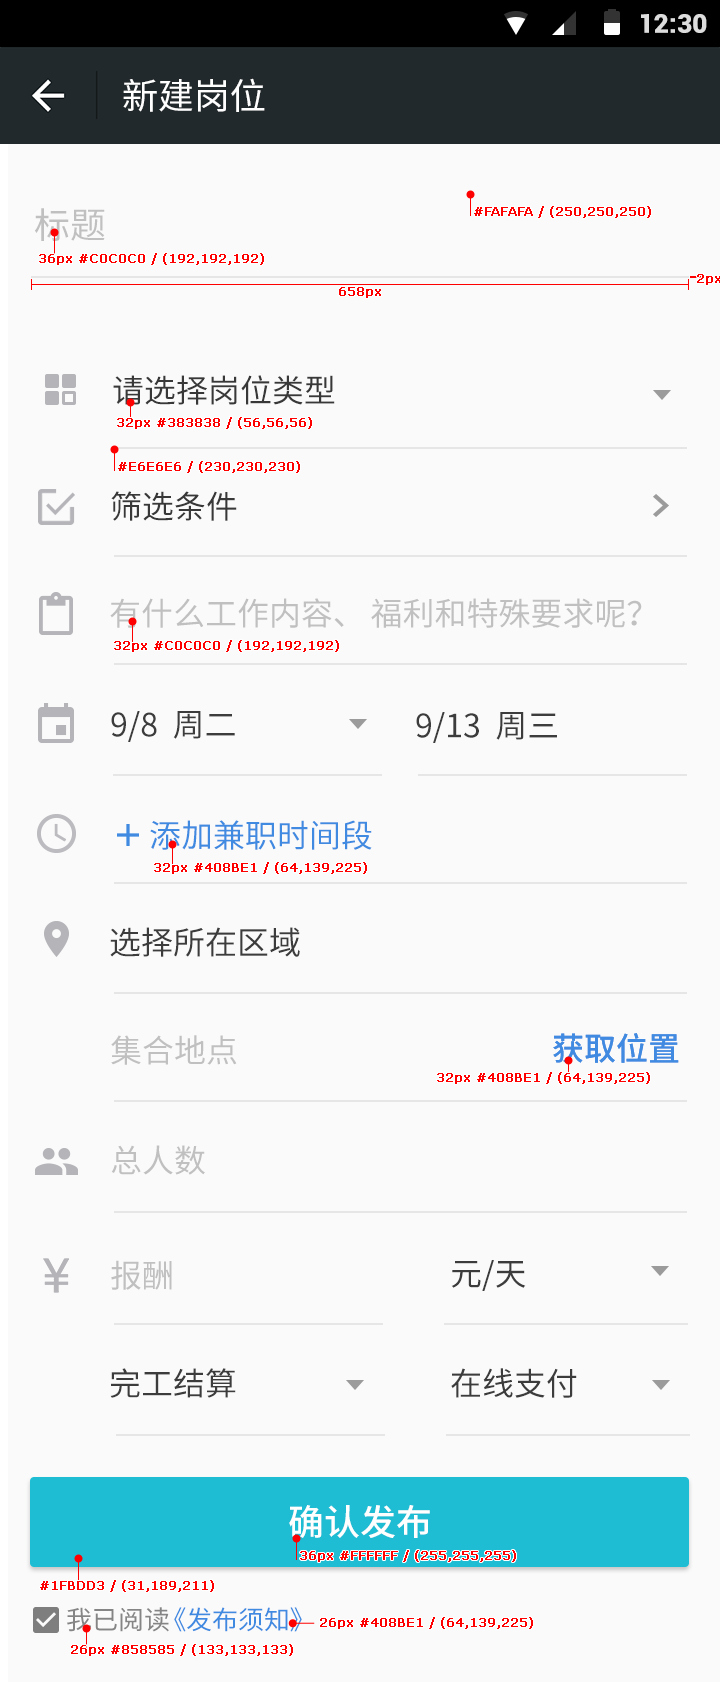 12:30
新建岗位
#FAFAFA / (250,250,250)
标题
36px #C0C0C0 / (192,192,192)
2px
658px
请选择岗位类型
32px #383838 / (56,56,56)
#E6E6E6 / (230,230,230)
筛选条件
有什么工作内容、福利和特殊要求呢？
32px #C0C0C0 / (192,192,192)
9/8 周二 9/13 周三
+ 添加兼职时间段
32px #408BE1 / (64,139,225)
选择所在区域
集合地点 获取位置
32px #408BE1 / (64,139,225)
总人数
¥ 报酬 元/天
完工结算 在线支付
确认发布
36px #FFFFFF / (255,255,255)
#1FBDD3 / (31,189,211)
我已阅读《发布须知》 26px #408BE1 / (64,139,225)
26px #858585 / (133,133,133)